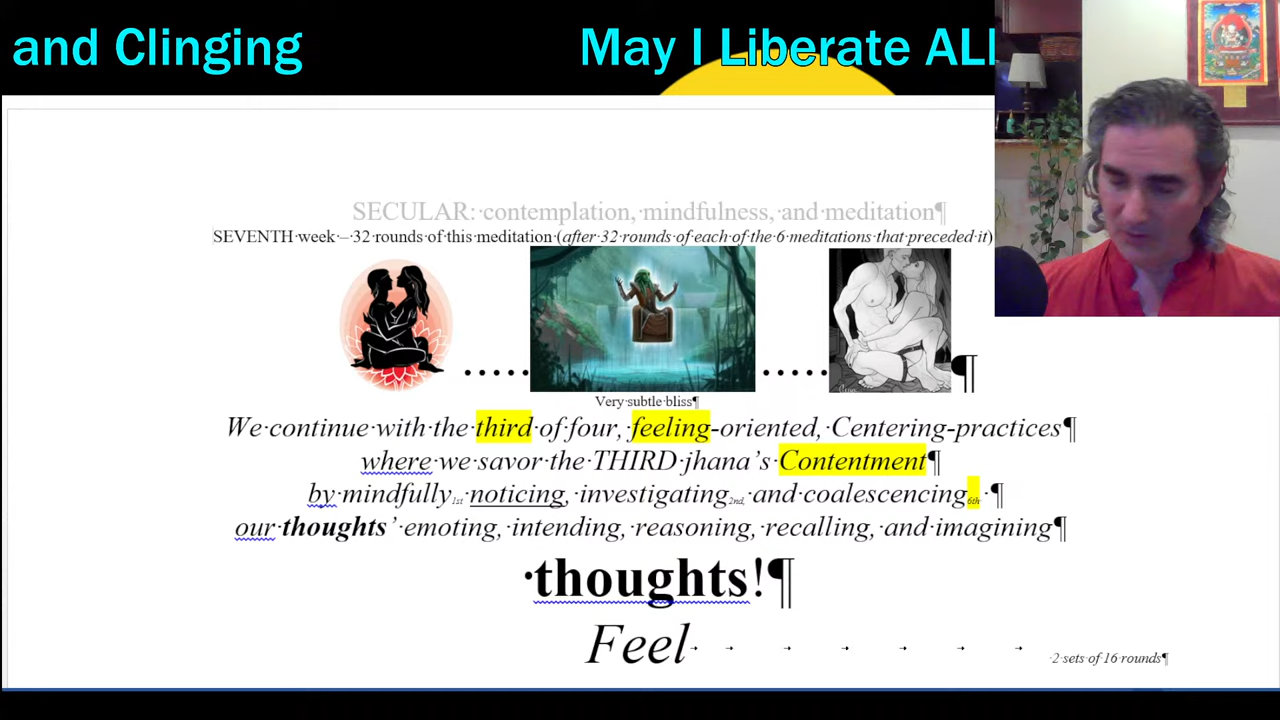 and Clinging May I Liberate ALL
SECULAR: contemplation, mindfulness, and meditation¶
SEVENTH week – 32 rounds of this meditation (after 32 rounds of each of the 6 meditations that preceded it)
.....
.....¶
Very subtle bliss¶
We continue with the third of four, feeling-oriented, Centering-practices¶
where we savor the THIRD jhana's Contentment¶
by mindfully1st noticing, investigating2nd, and coalescencing6th ¶
our thoughts' emoting, intending, reasoning, recalling, and imagining¶
thoughts!¶
Feel→ → → → → → → 2 sets of 16 rounds¶